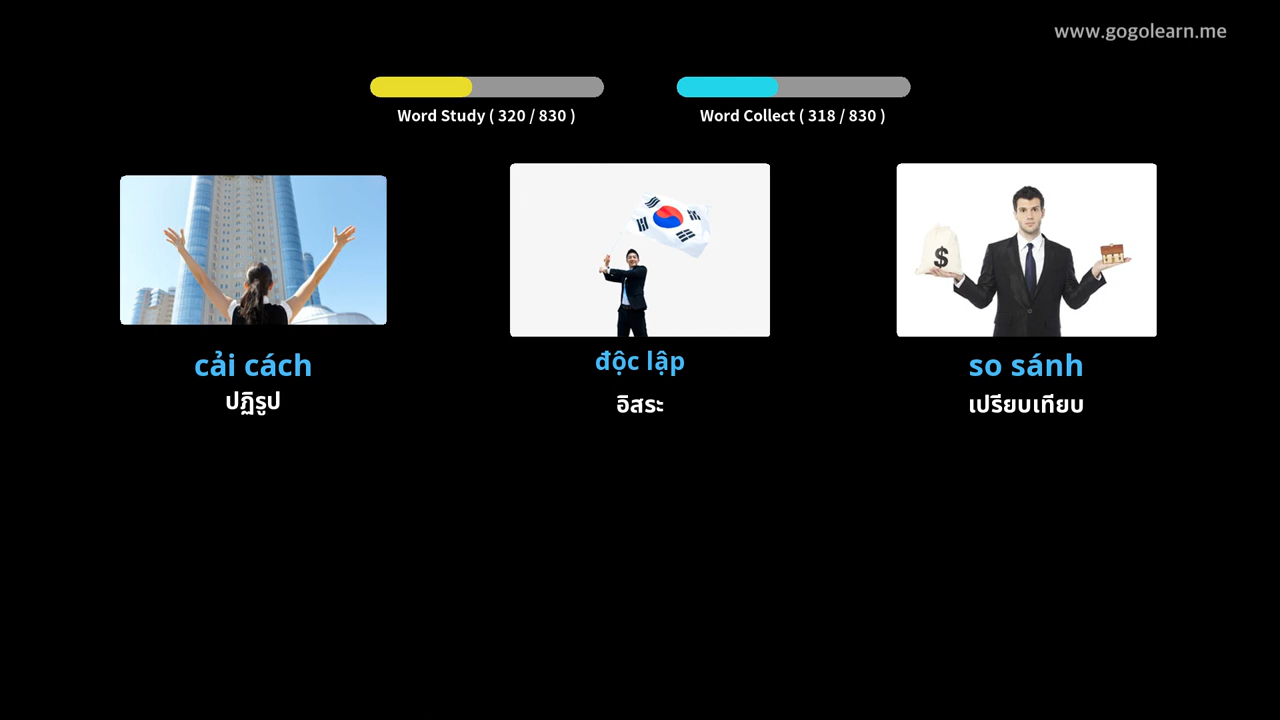 www.gogolearn.me
Word Study ( 320 / 830 )
Word Collect ( 318 / 830 )
$
cải cách
ปฏิรูป
độc lập
อิสระ
so sánh
เปรียบเทียบ